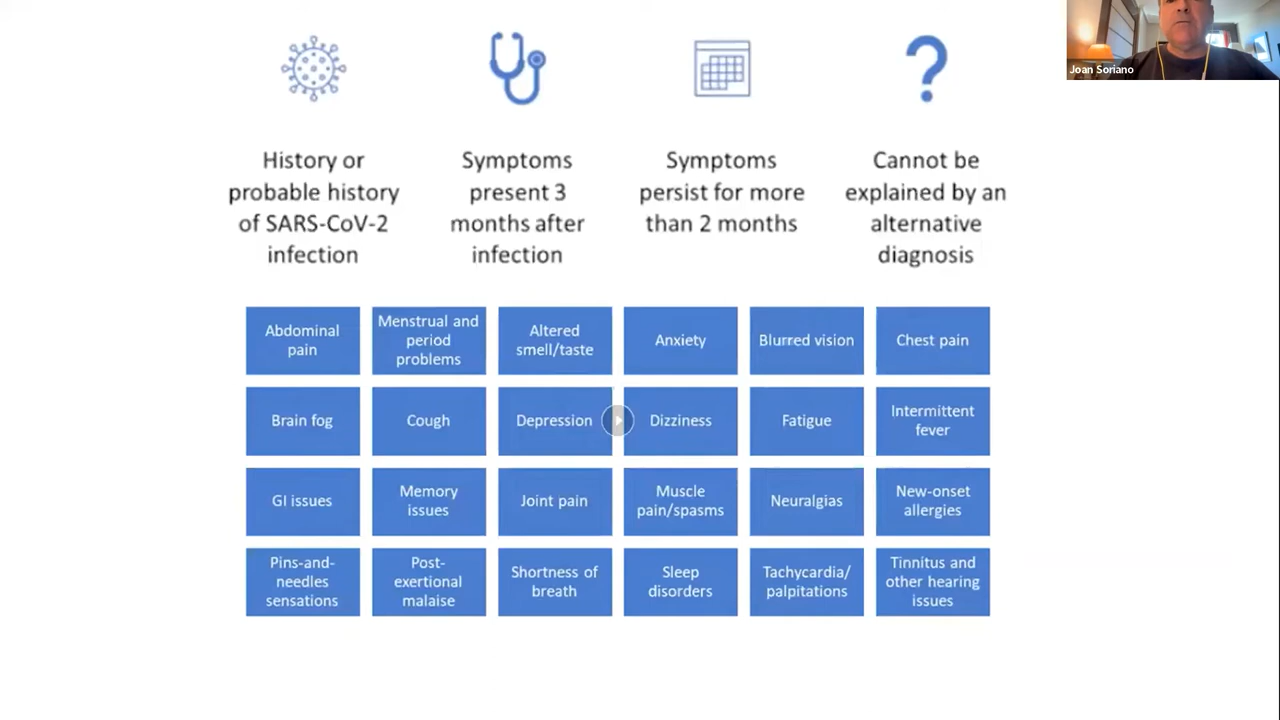 Joan Soriano
History or
probable history
of SARS-CoV-2
infection
Symptoms
present 3
months after
infection
Symptoms
persist for more
than 2 months
Cannot be
explained by an
alternative
diagnosis
Abdominal
pain
Menstrual and
period
problems
Altered
smell/taste
Anxiety
Blurred vision
Chest pain
Brain fog
Cough
Depression
Dizziness
Fatigue
Intermittent
fever
GI issues
Memory
issues
Joint pain
Muscle
pain/spasms
Neuralgias
New-onset
allergies
Pins-and-
needles
sensations
Post-
exertional
malaise
Shortness of
breath
Sleep
disorders
Tachycardia/
palpitations
Tinnitus and
other hearing
issues